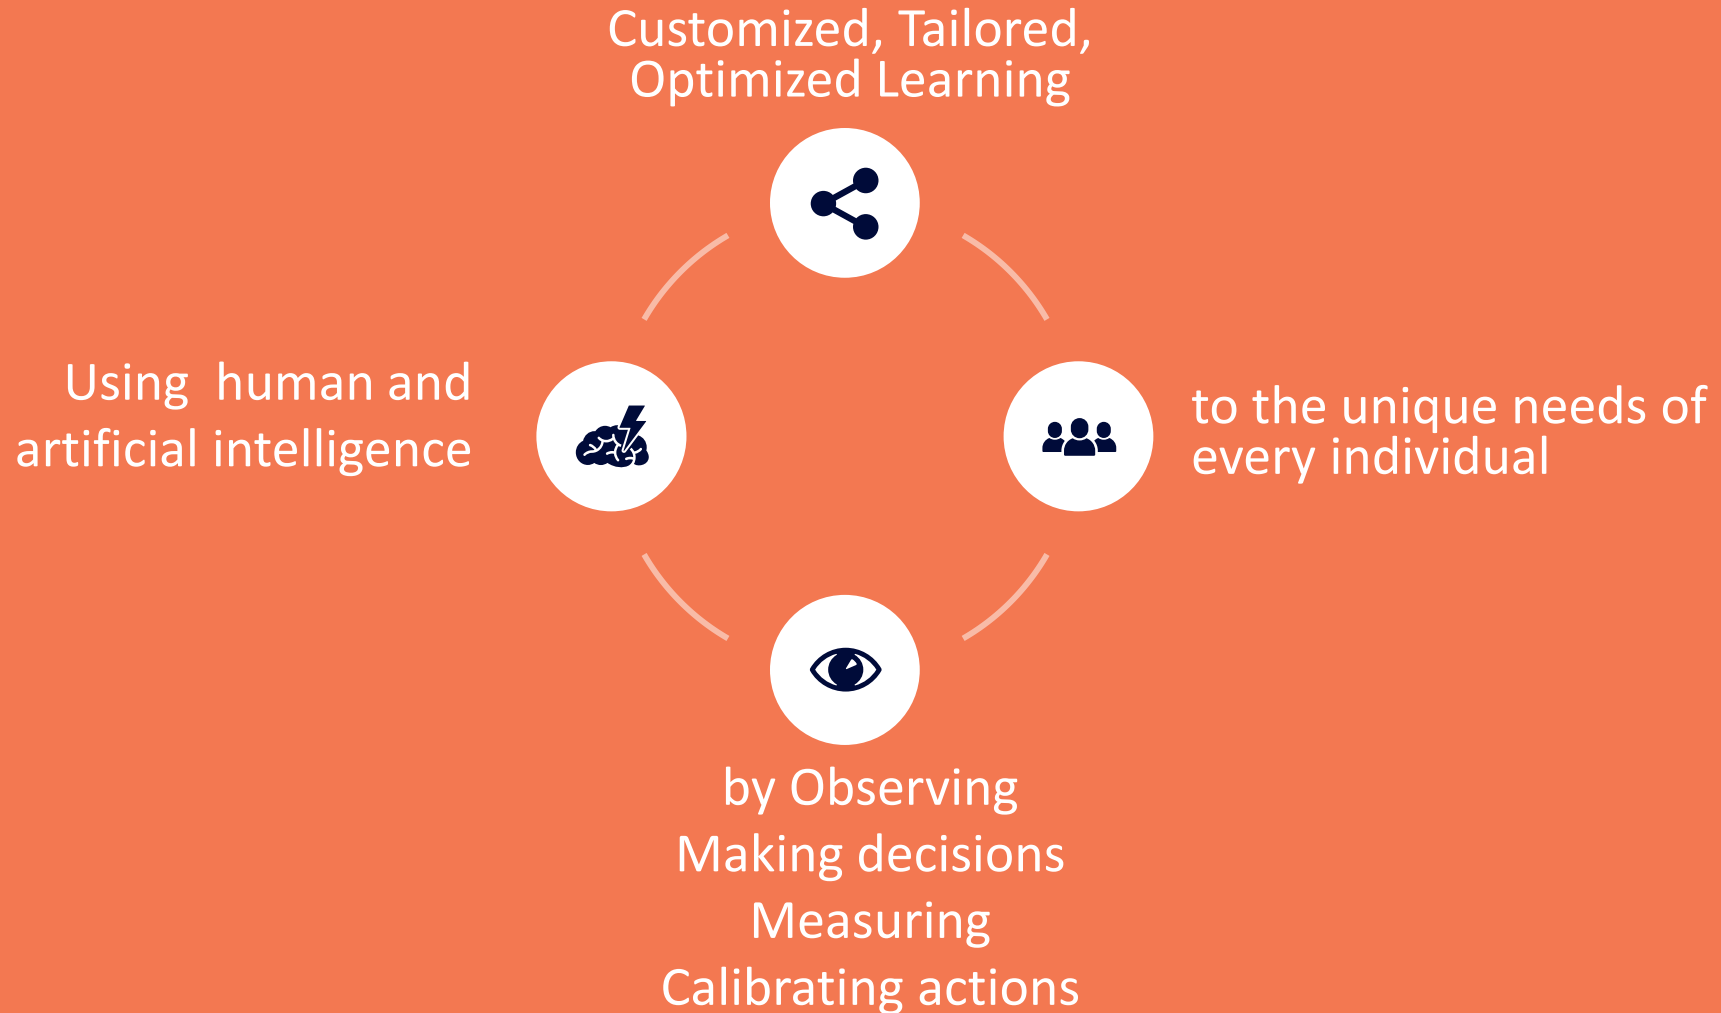 Customized, Tailored,
Optimized Learning
to the unique needs of
every individual
by Observing
Making decisions
Measuring
Calibrating actions
Using  human and
artificial intelligence